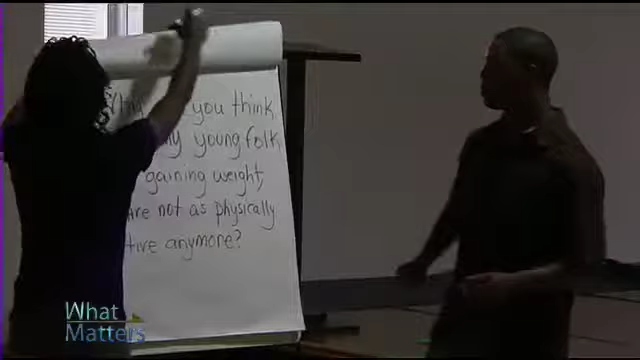 you think
young folk
gaining weight,
are not as physically
tive anymore?
What
Matters